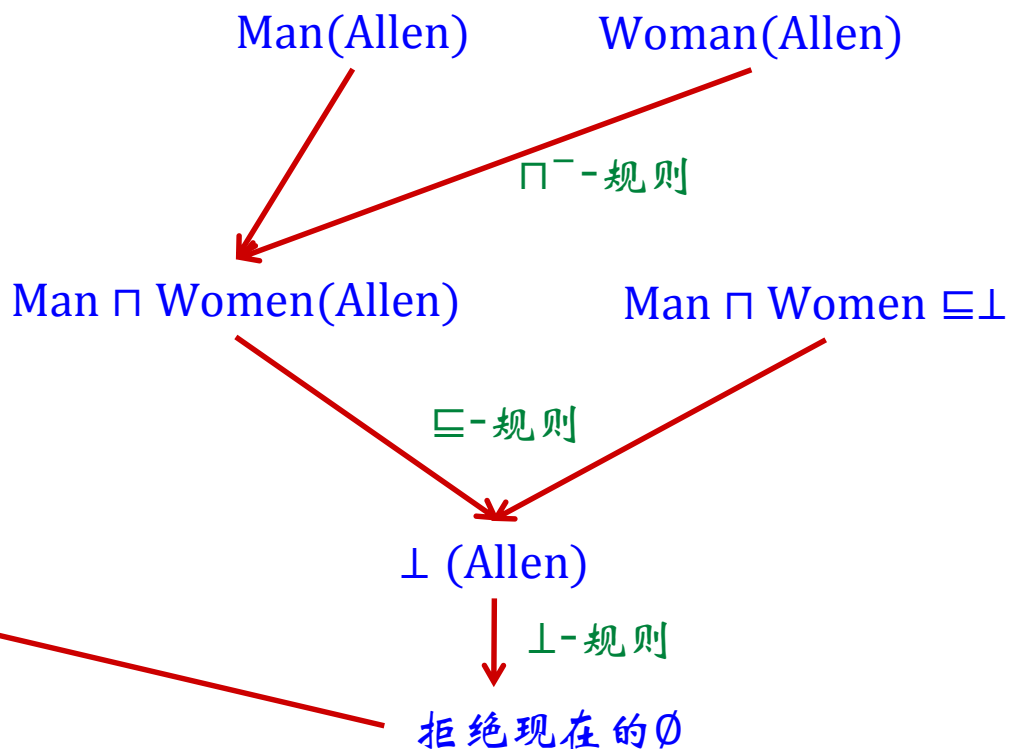 Man(Allen) Woman(Allen)
⊓⁻-规则
Man ⊓ Women(Allen) Man ⊓ Women ⊑⊥
⊑-规则
⊥ (Allen)
⊥-规则
拒绝现在的∅